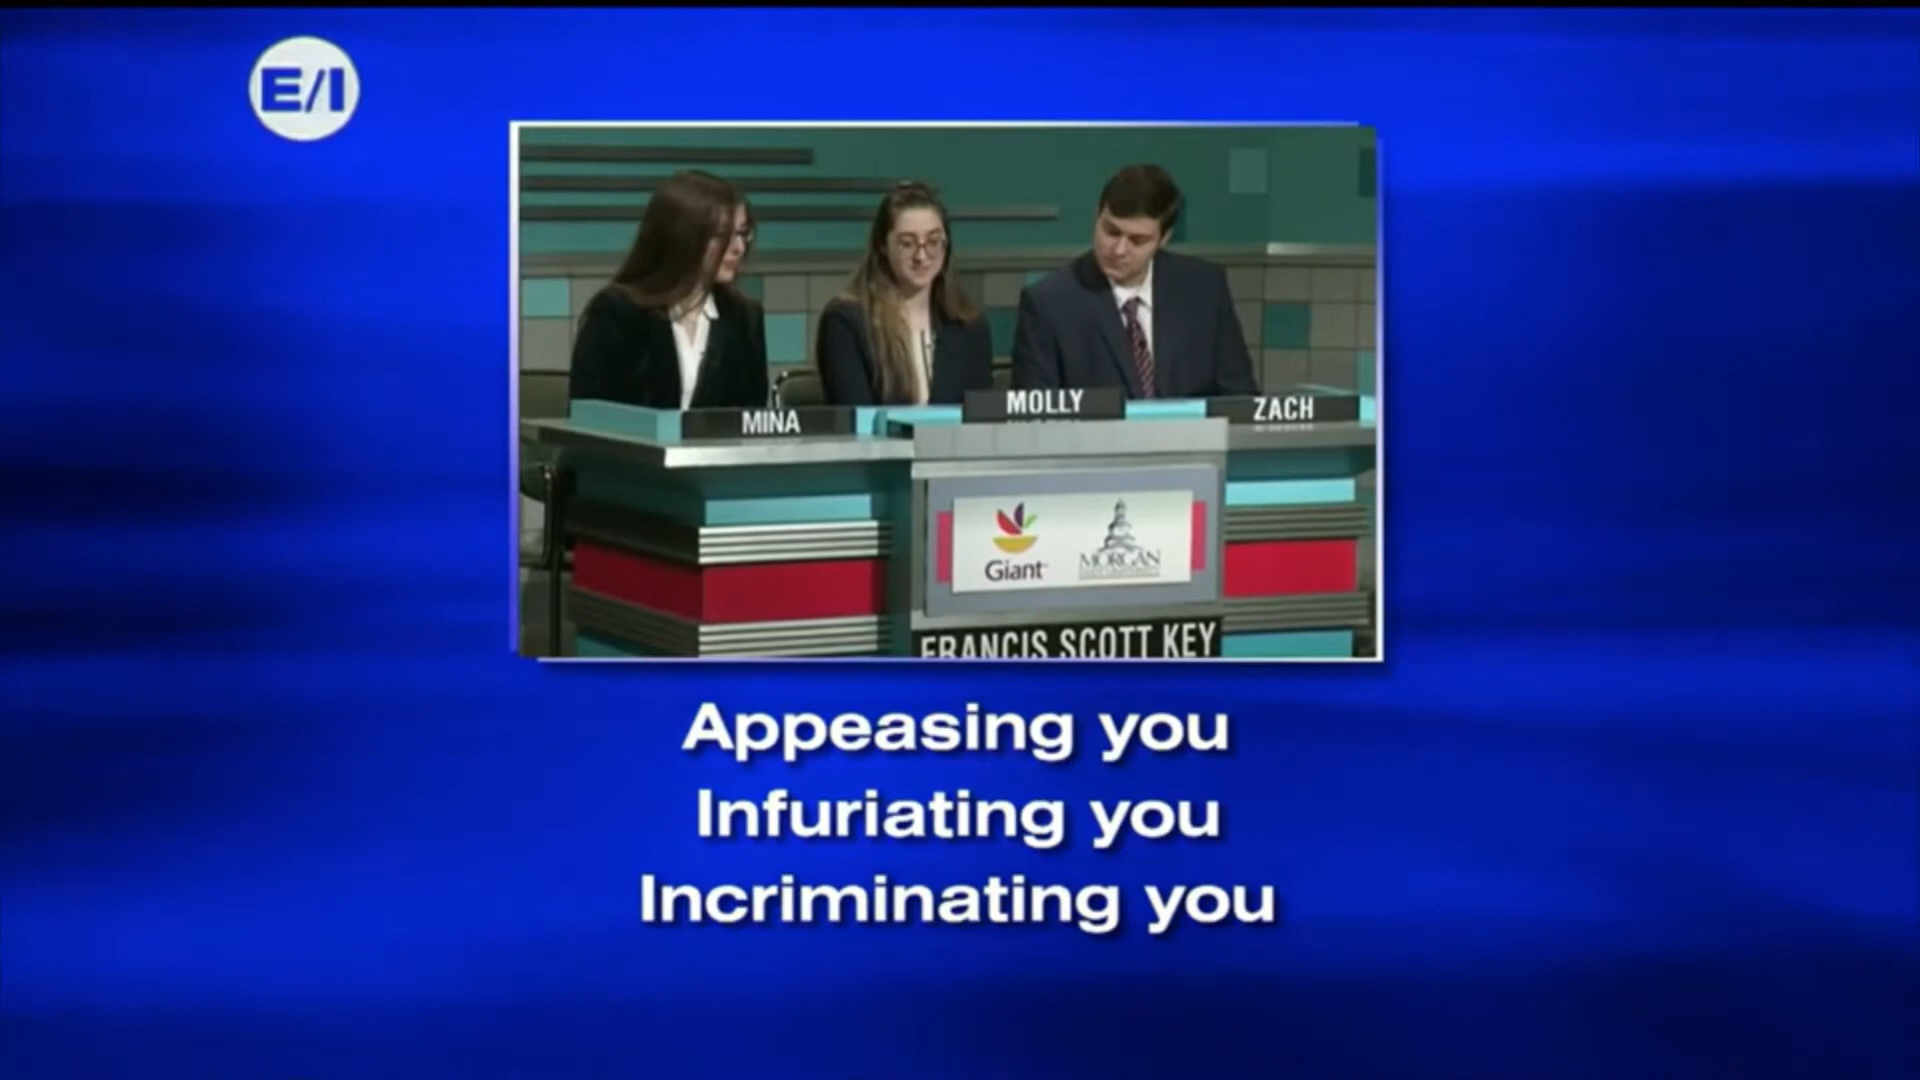 E/I
MINA
MOLLY
ZACH
Giant
MORGAN
FRANCIS SCOTT KEY
Appeasing you
Infuriating you
Incriminating you